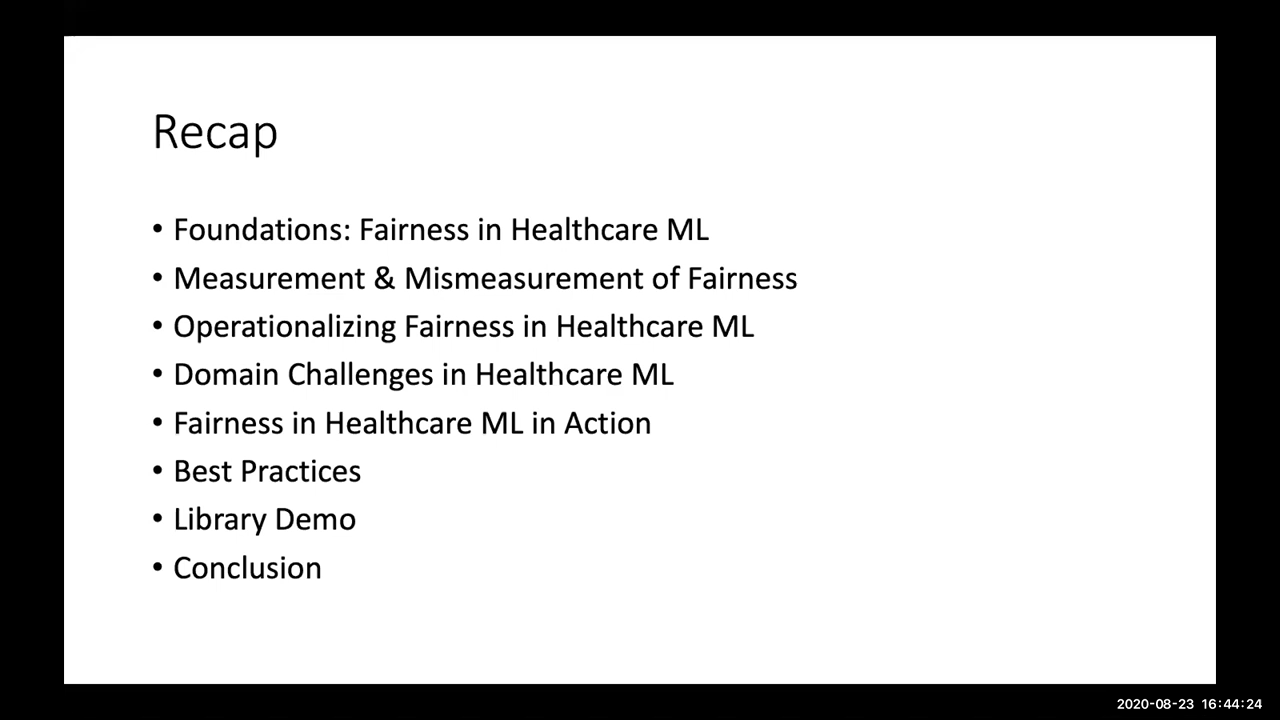 Recap
• Foundations: Fairness in Healthcare ML
• Measurement & Mismeasurement of Fairness
• Operationalizing Fairness in Healthcare ML
• Domain Challenges in Healthcare ML
• Fairness in Healthcare ML in Action
• Best Practices
• Library Demo
• Conclusion
2020-08-23 16:44:24